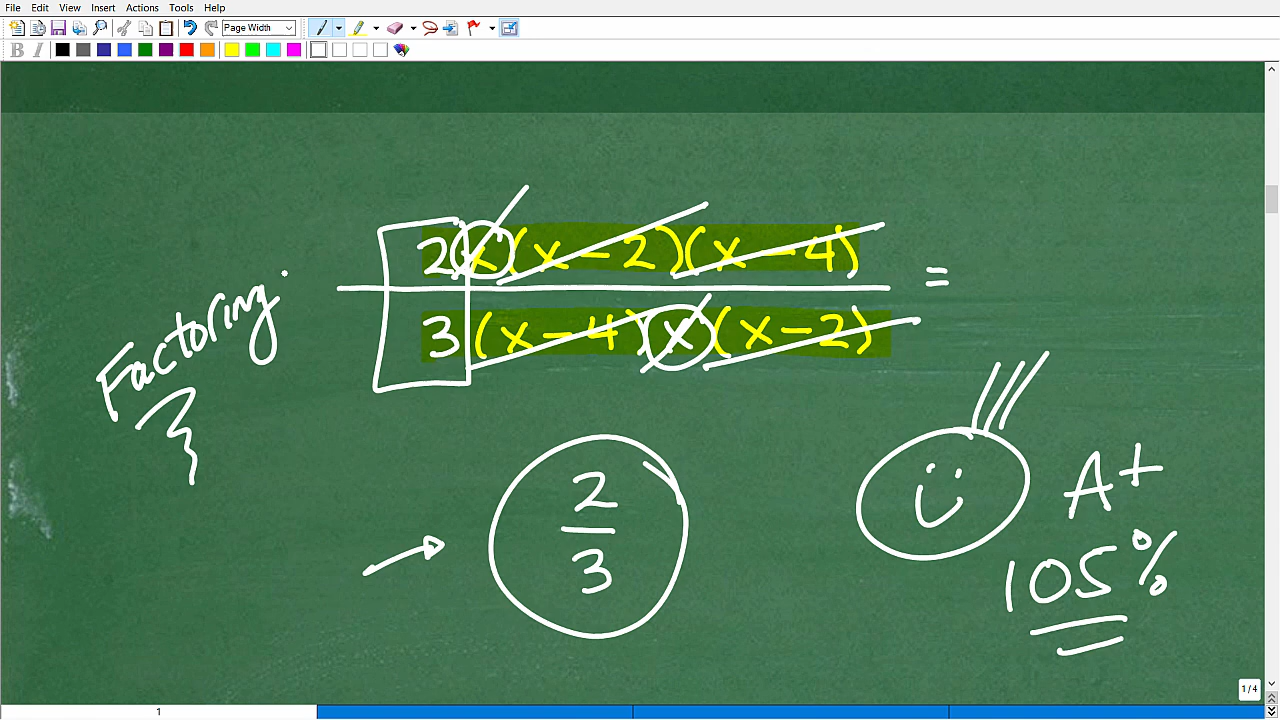 File Edit View Insert Actions Tools Help
Page Width
B I
2x(x-2)(x-4)
=
3(x-4)x(x-2)
Factoring
2
3
A+
105%
1/4
1